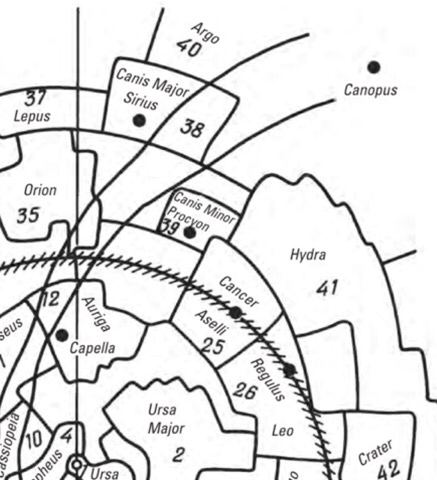 Argo
40
Canis Major
Sirius
38
Canopus
37
Lepus
Orion
35
Canis Minor
Procyon
39
Hydra
41
Cancer
Aselli
25
12
Auriga
Capella
Regulus
26
Leo
Ursa
Major
2
10
4
Ursa
Crater
42